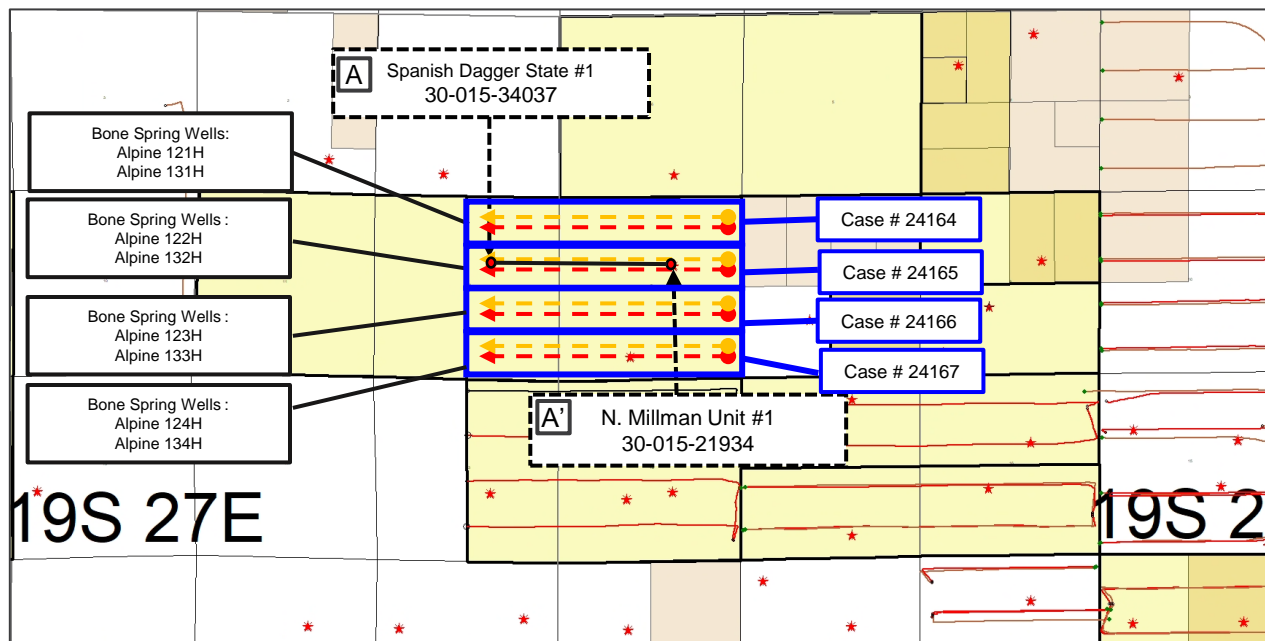 A
Spanish Dagger State #1
30-015-34037
Bone Spring Wells:
Alpine 121H
Alpine 131H
Bone Spring Wells :
Alpine 122H
Alpine 132H
Bone Spring Wells :
Alpine 123H
Alpine 133H
Bone Spring Wells :
Alpine 124H
Alpine 134H
Case # 24164
Case # 24165
Case # 24166
Case # 24167
A'
N. Millman Unit #1
30-015-21934
19S 27E
19S 2